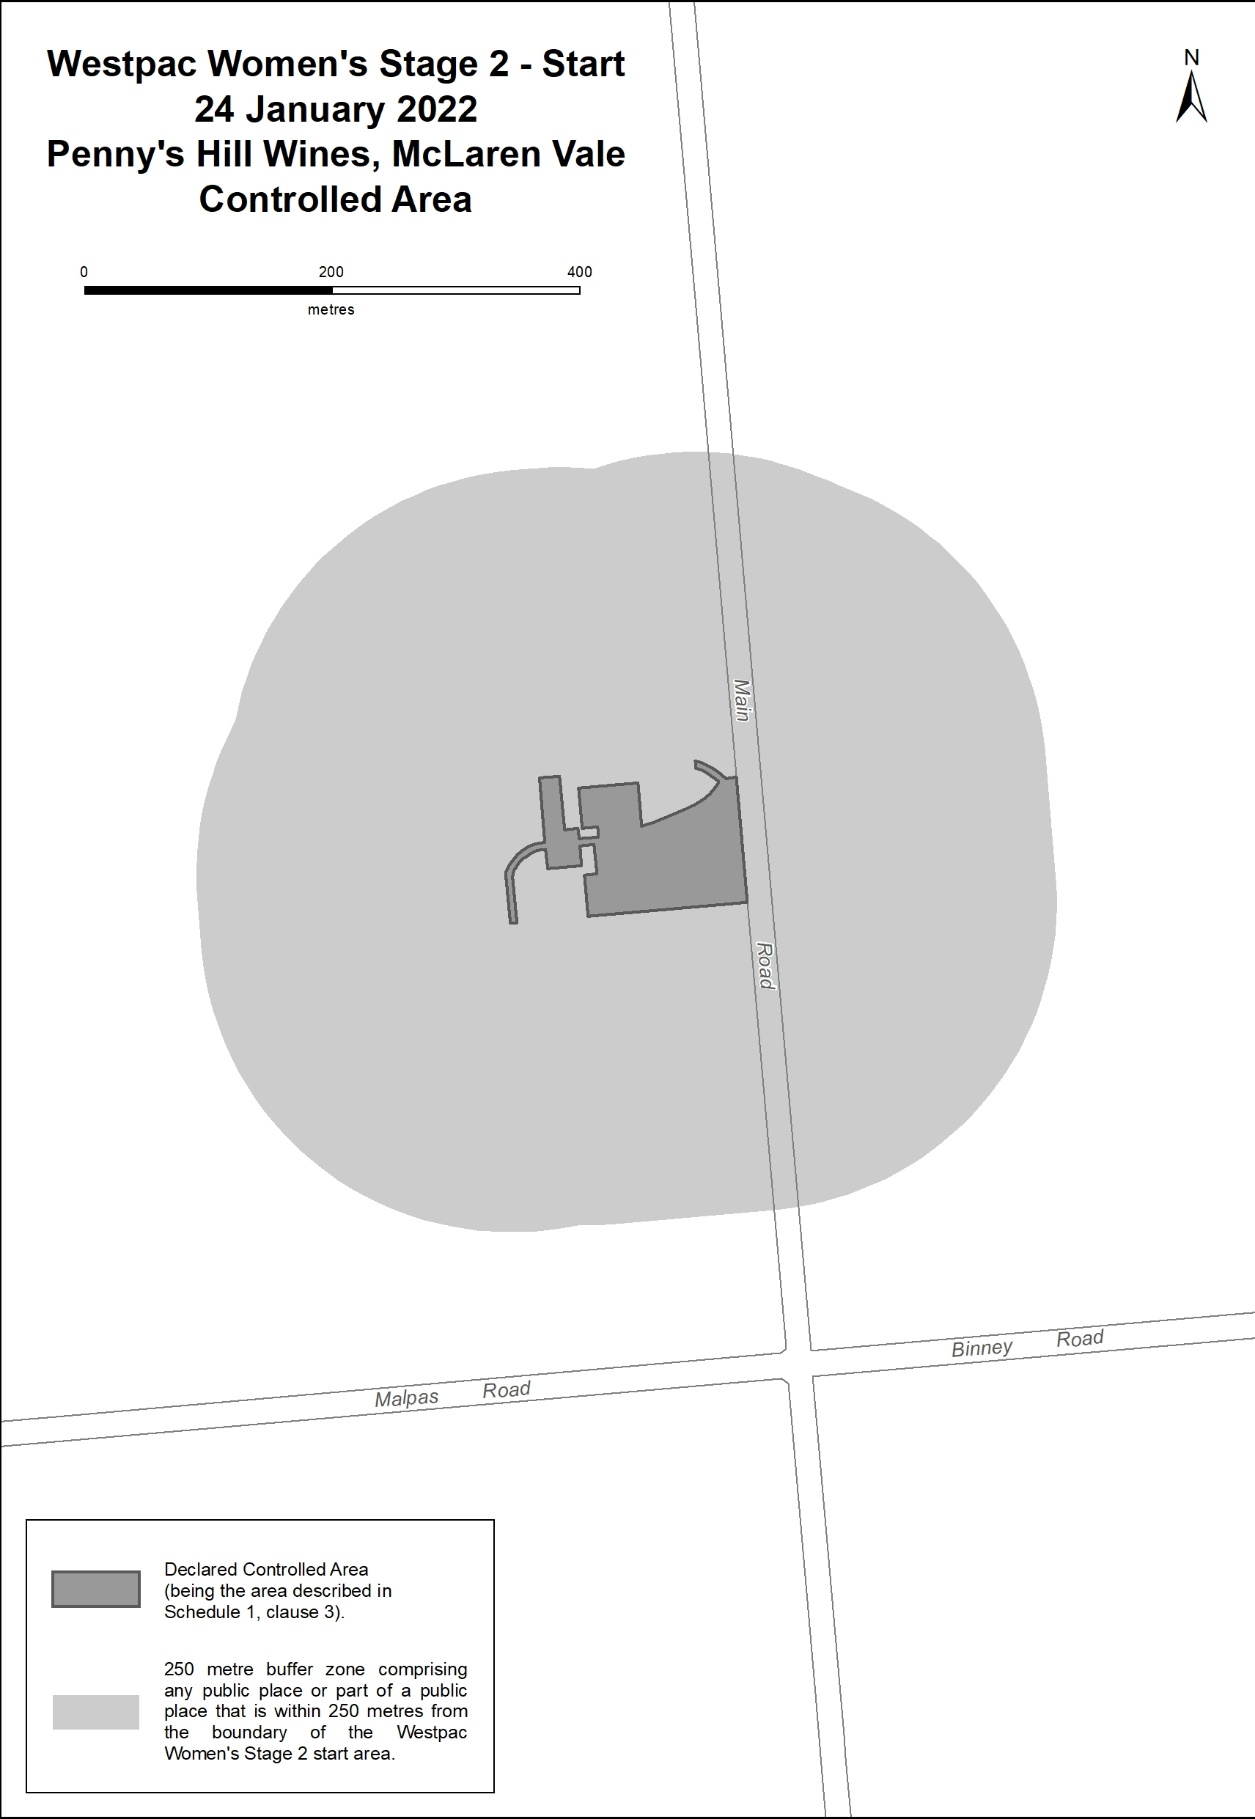 Westpac Women's Stage 2 - Start
24 January 2022
Penny's Hill Wines, McLaren Vale
Controlled Area
N
0 200 400
metres
Main
Road
Binney Road
Malpas Road
Declared Controlled Area
(being the area described in
Schedule 1, clause 3).
250 metre buffer zone comprising
any public place or part of a public
place that is within 250 metres from
the boundary of the Westpac
Women's Stage 2 start area.